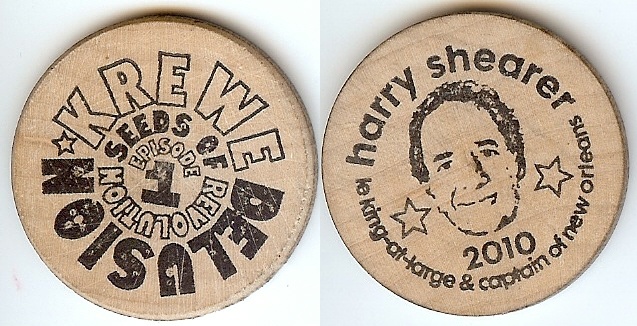 KREWE DELUSION
SEEDS OF REVOLUTION
EPISODE
1
harry shearer
le king-at-large & captain of new orleans
2010